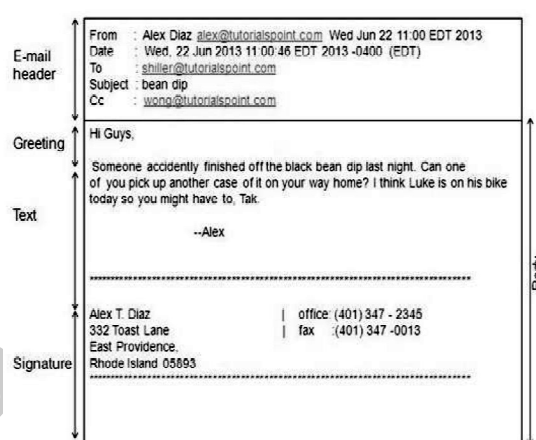 E-mail
header
From : Alex Diaz alex@tutorialspoint.com Wed Jun 22 11:00 EDT 2013
Date : Wed, 22 Jun 2013 11:00:46 EDT 2013 -0400 (EDT)
To : shiller@tutorialspoint.com
Subject : bean dip
Cc : wong@tutorialspoint.com
Greeting
Hi Guys,
Text
Someone accidently finished off the black bean dip last night. Can one
of you pick up another case of it on your way home? I think Luke is on his bike
today so you might have to, Tak.
--Alex
Body
********************************************************************************
Signature
Alex T. Diaz | office: (401) 347 - 2345
332 Toast Lane | fax :(401) 347 -0013
East Providence,
Rhode Island 05893
********************************************************************************